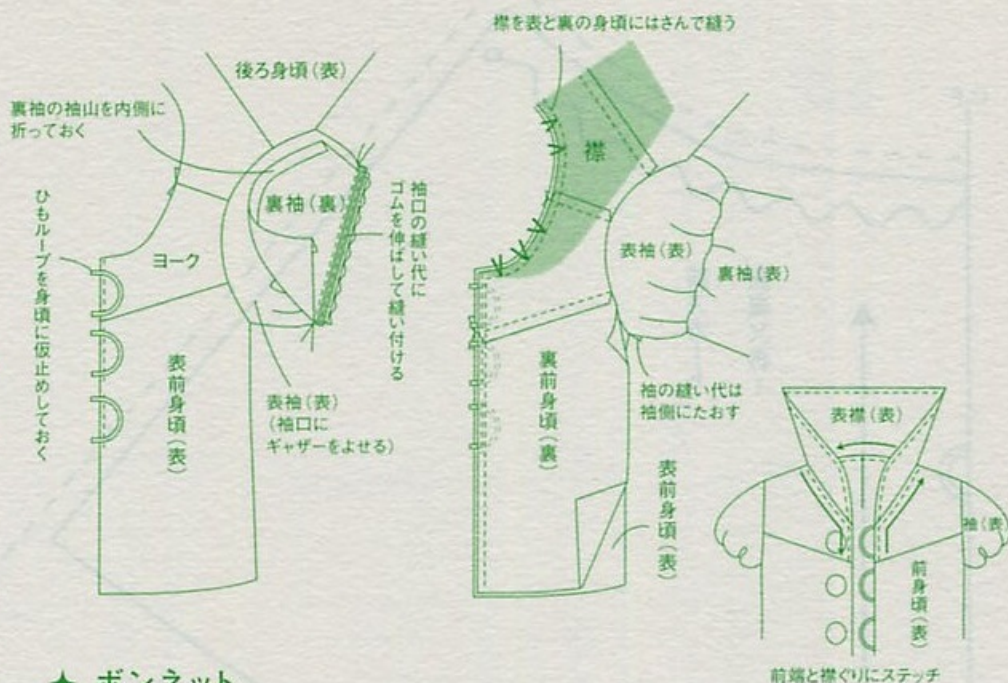 襟を表と裏の身頃にはさんで縫う
後ろ身頃(表)
裏袖の袖山を内側に
折っておく
裏袖(裏)
袖口の縫い代に
ゴムを伸ばして縫い付ける
ひもループを身頃に仮止めしておく
ヨーク
表前身頃(表)
表袖(表)
(袖口に
ギャザーをよせる)
襟
表袖(表)
裏袖(表)
裏前身頃(裏)
袖の縫い代は
袖側にたおす
表前身頃(表)
表襟(表)
袖(表
前身頃(表)
前端と襟ぐりにステッチ
ボンネット